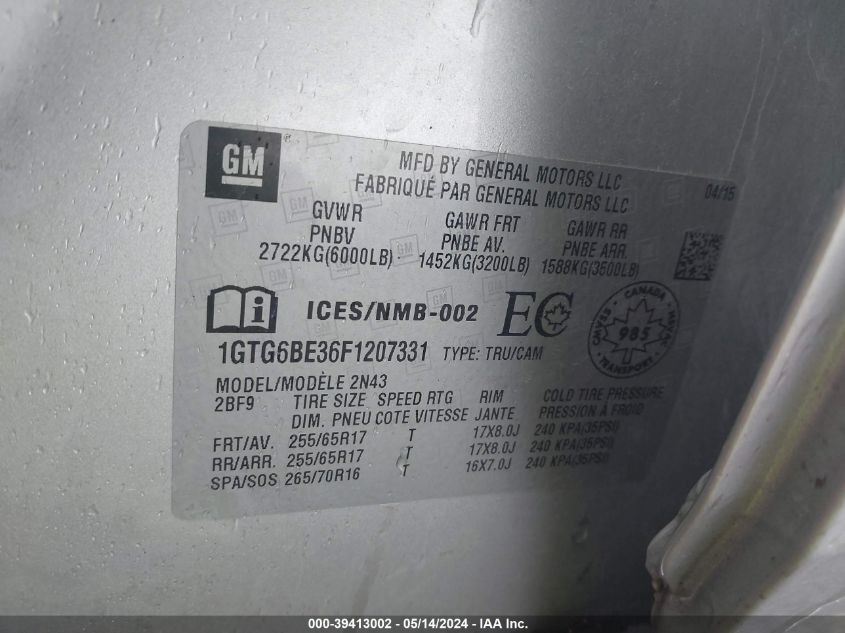 GM
MFD BY GENERAL MOTORS LLC
FABRIQUÉ PAR GENERAL MOTORS LLC
04/15
GVWR GAWR FRT GAWR RR
PNBV PNBE AV. PNBE ARR.
2722KG(6000LB) 1452KG(3200LB) 1588KG(3500LB)
ICES/NMB-002 EC
CANADA
985
TRANSPORT
1GTG6BE36F1207331 TYPE: TRU/CAM
MODEL/MODÈLE 2N43
2BF9 TIRE SIZE SPEED RTG RIM COLD TIRE PRESSURE
DIM. PNEU COTE VITESSE JANTE PRESSION À FROID
FRT/AV. 255/65R17 T 17X8.0J 240 KPA(35PSI)
RR/ARR. 255/65R17 T 17X8.0J 240 KPA(35PSI)
SPA/SOS 265/70R16 T 16X7.0J 240 KPA(35PSI)
000-39413002 - 05/14/2024 - IAA Inc.